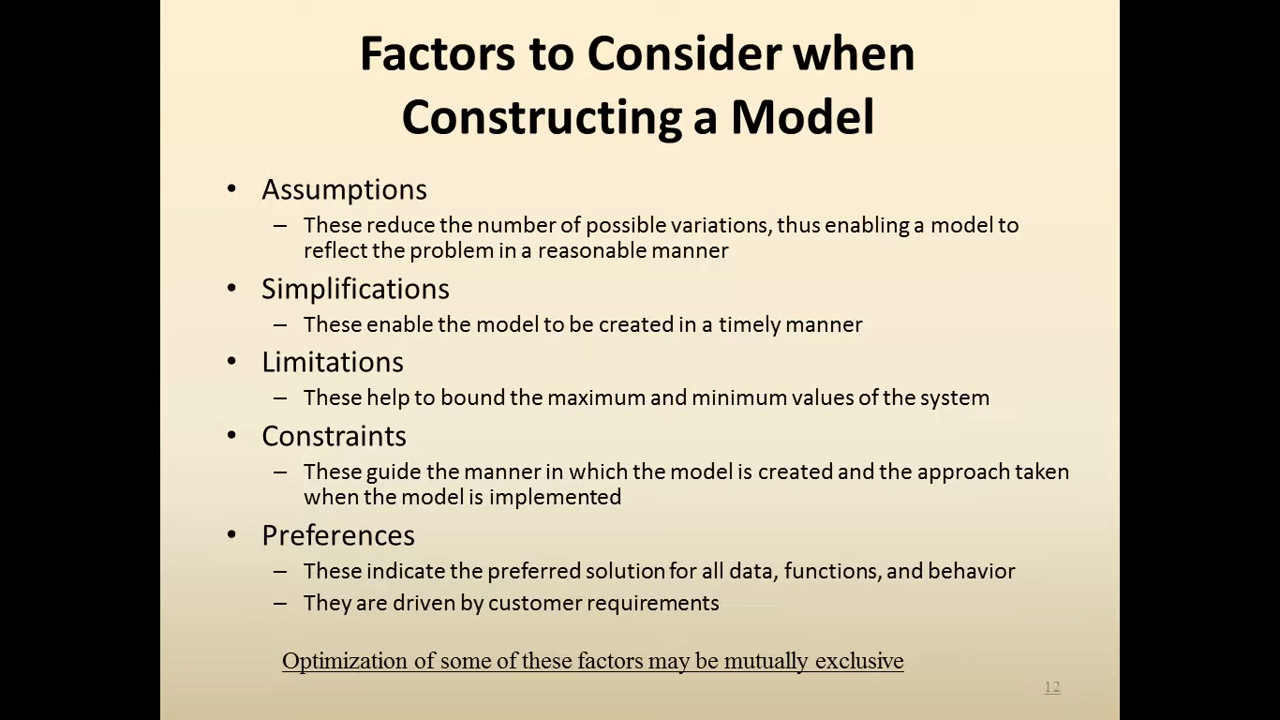 Factors to Consider when
Constructing a Model
• Assumptions
– These reduce the number of possible variations, thus enabling a model to
reflect the problem in a reasonable manner
• Simplifications
– These enable the model to be created in a timely manner
• Limitations
– These help to bound the maximum and minimum values of the system
• Constraints
– These guide the manner in which the model is created and the approach taken
when the model is implemented
• Preferences
– These indicate the preferred solution for all data, functions, and behavior
– They are driven by customer requirements
Optimization of some of these factors may be mutually exclusive
12